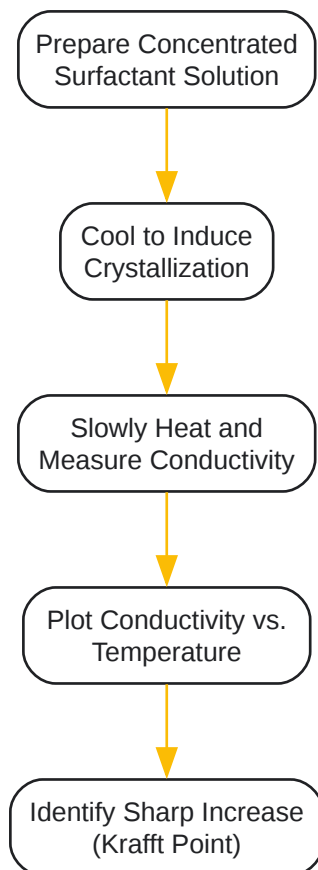 Prepare Concentrated
Surfactant Solution
Cool to Induce
Crystallization
Slowly Heat and
Measure Conductivity
Plot Conductivity vs.
Temperature
Identify Sharp Increase
(Krafft Point)